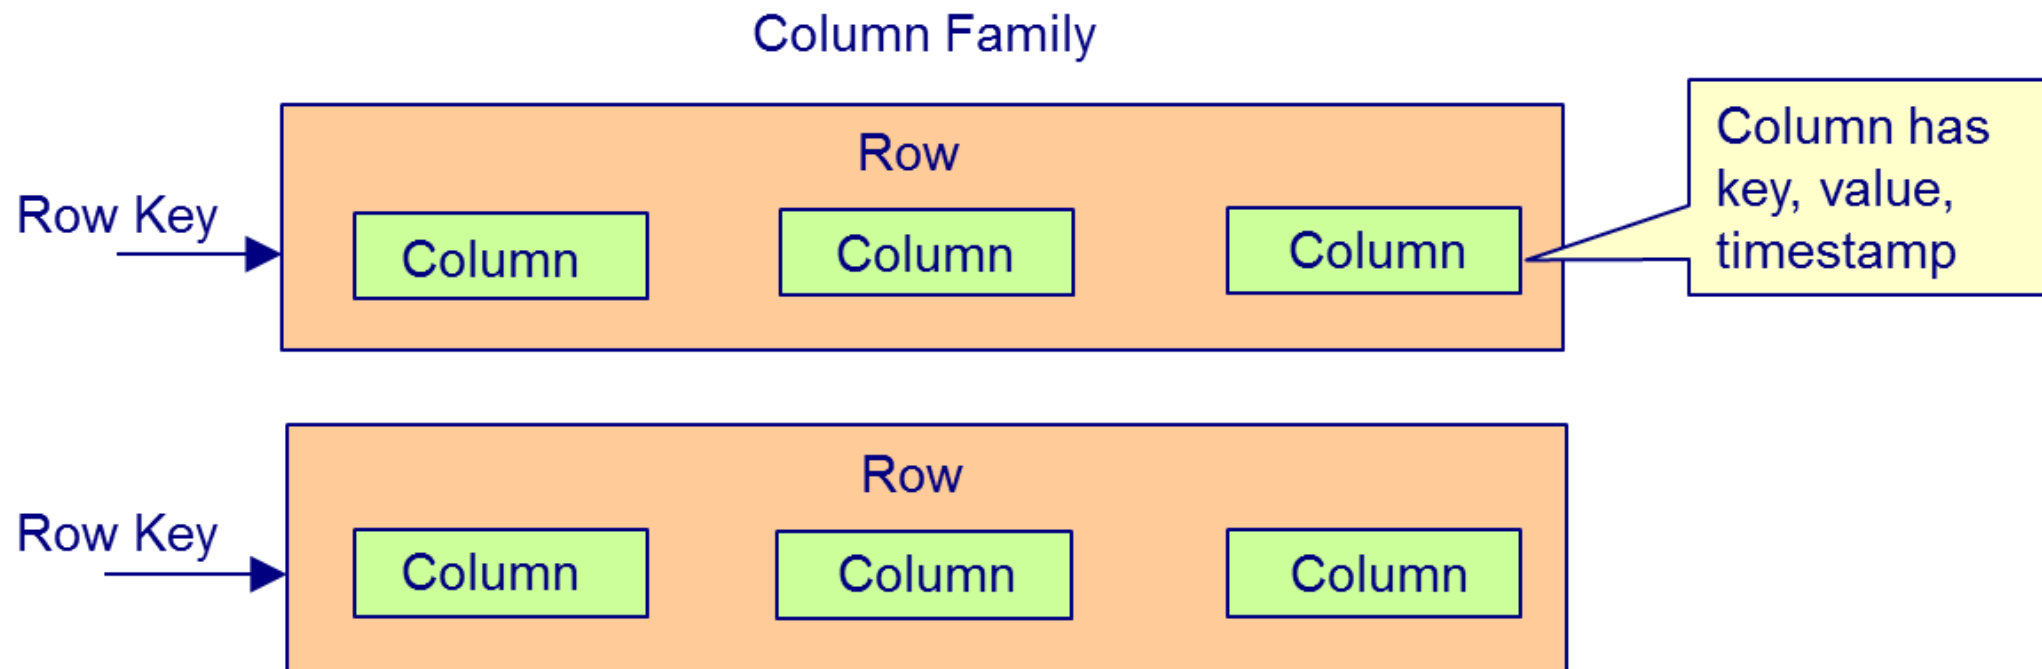 Column Family
Row
Column has
key, value,
timestamp
Row Key
Column Column Column
Row
Row Key
Column Column Column